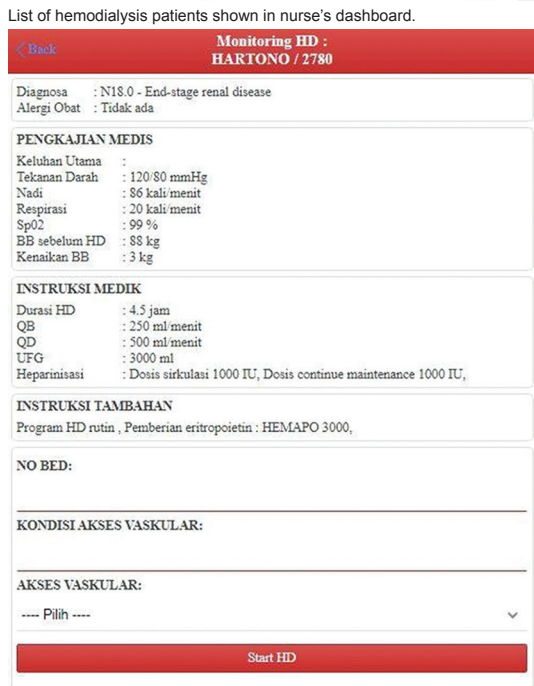 List of hemodialysis patients shown in nurse's dashboard.
Back
Monitoring HD :
HARTONO / 2780
Diagnosa : N18.0 - End-stage renal disease
Alergi Obat : Tidak ada
PENGKAJIAN MEDIS
Keluhan Utama :
Tekanan Darah : 120/80 mmHg
Nadi : 86 kali/menit
Respirasi : 20 kali/menit
Sp02 : 99 %
BB sebelum HD : 88 kg
Kenaikan BB : 3 kg
INSTRUKSI MEDIK
Durasi HD : 4.5 jam
QB : 250 ml/menit
QD : 500 ml/menit
UFG : 3000 ml
Heparinisasi : Dosis sirkulasi 1000 IU, Dosis continue maintenance 1000 IU,
INSTRUKSI TAMBAHAN
Program HD rutin , Pemberian eritropoietin : HEMAPO 3000,
NO BED:
KONDISI AKSES VASKULAR:
AKSES VASKULAR:
---- Pilih ----
Start HD